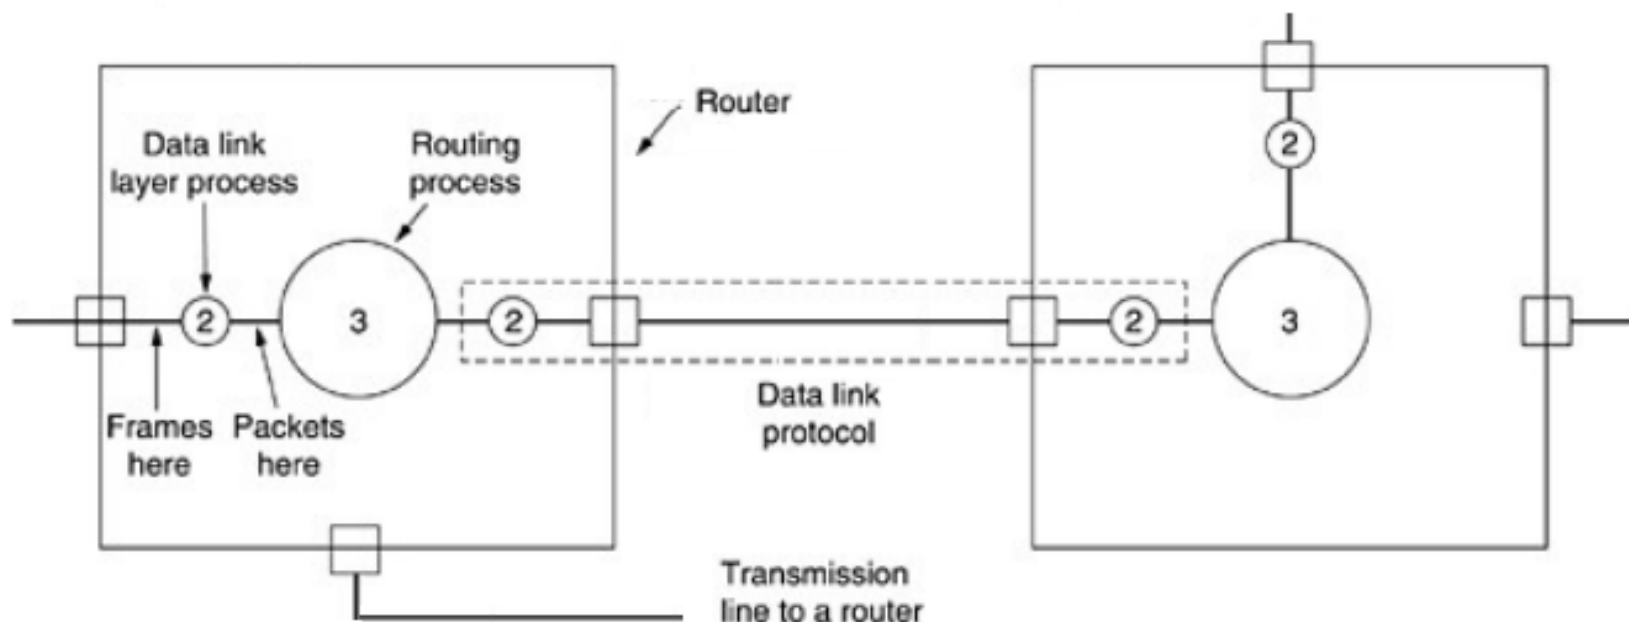 Router
Data link
layer process
Routing
process
2
2
3
2
2
3
Frames
here
Packets
here
Data link
protocol
Transmission
line to a router